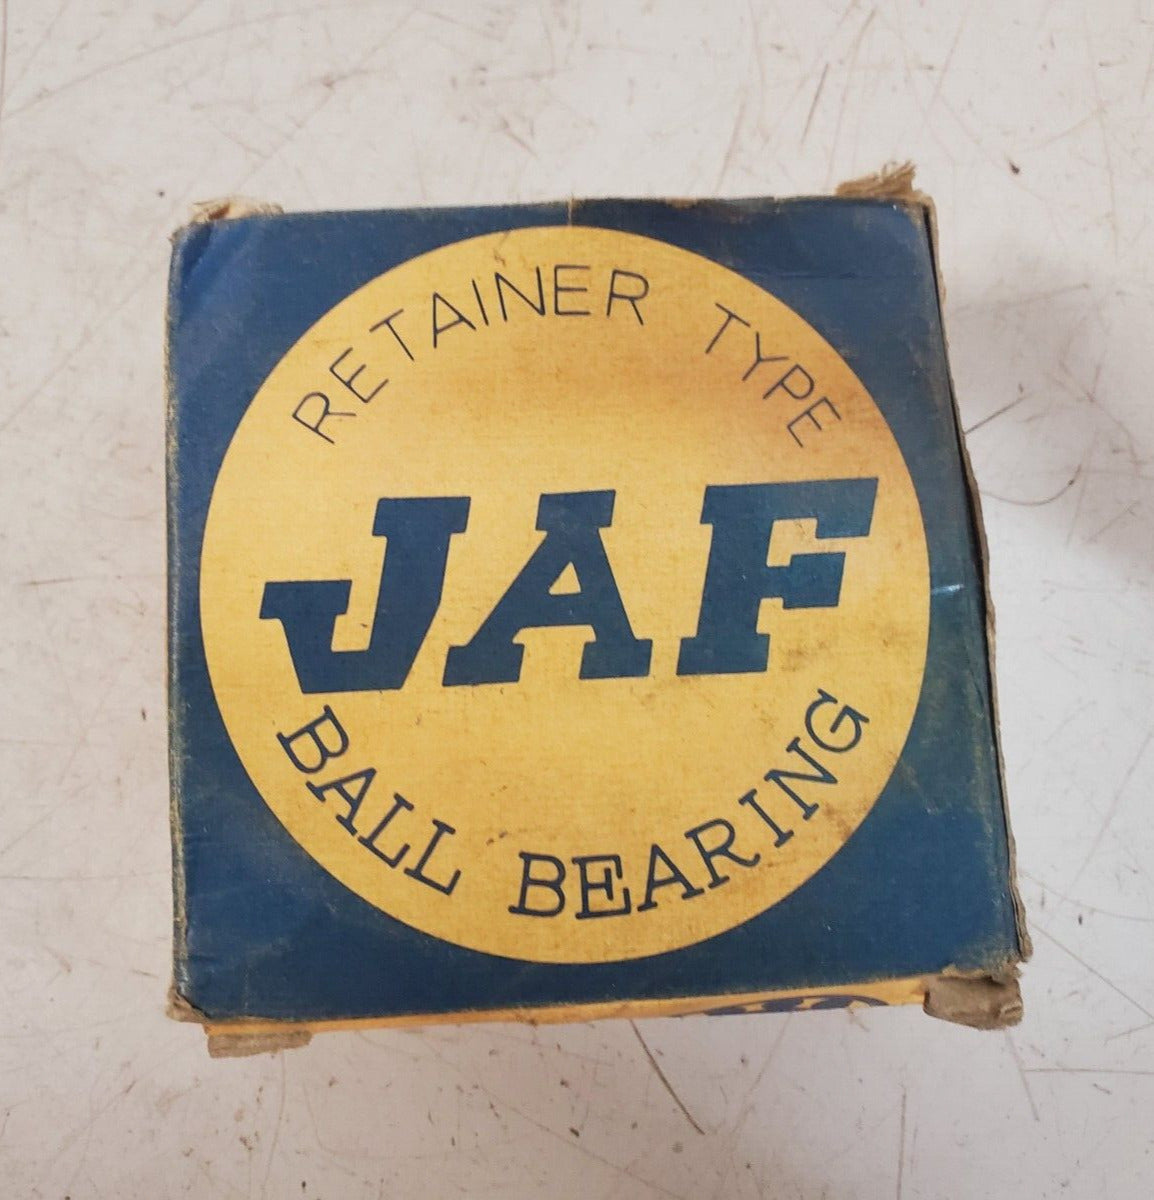 RETAINER TYPE
JAF
BALL BEARING